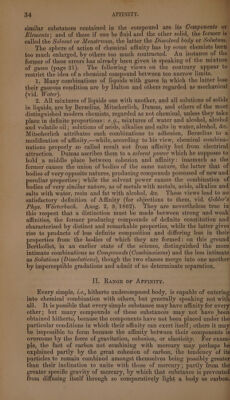 34 AFFINITY.
similar substances contained in the compound are its Components or
Elements; and of these if one be fluid and the other solid, the former is
called the Solvent or Menstruum, the latter the Dissolved body or Solutum.
The sphere of action of chemical affinity has by some chemists been
too much enlarged, by others too much contracted. An instance of the
former of these errors has already been given in speaking of the mixture
of gases (page 21). The following views on the contrary appear to
restrict the idea of a chemical compound between too narrow limits.
1. Many combinations of liquids with gases in which the latter lose
their gaseous condition are by Dalton and others regarded as mechanical
(vid. Water).
2. All mixtures of liquids one with another, and all solutions of solids
in liquids, are by Berzelius, Mitscherlich, Dumas, and others of the most
distinguished modern chemists, regarded as not chemical, unless they take
place in definite proportions: e. g., mixtures of water and alcohol, alcohol
and volatile oil; solutions of acids, alkalies and salts in water, alcohol, &c.
Mitscherlich attributes such combinations to adhesion, Berzelius to a
modification of affinity—according to his view, chemical combi-
nations properly so called result not from affinity but from electrical
attraction. Dumas ascribes them to a solvent power which he supposes to
hold a middle place between cohesion and affinity: inasmuch as the
former causes the union of bodies of the same nature, the latter that of
bodies of very opposite natures, producing compounds possessed of new and
peculiar properties; while the solvent power causes the combination of
bodies of very similar nature, as of metals with metals, acids, alkalies and
salts with water, resin and fat with alcohol, &c. These views lead to no
satisfactory definition of Affinity (for objections to them, vid. Gehler's
Phys. Wörterbuch. Ausg. 2, 9, 1862). They are nevertheless true in
this respect that a distinction must be made between strong and weak
affinities, the former producing compounds of definite constitution and
characterised by distinct and remarkable properties, while the latter gives
rise to products of less definite composition and differing less in their
properties from the bodies of which they are formed: on this ground
Berthollet, in an earlier state of the science, distinguished the more
intimate combinations as Compounds (Combinaisons) and the less intimate
as Solutions (Dissolutions), though the two classes merge into one another
by imperceptible gradations and admit of no determinate separation.
II. Range of Affinity.
Every simple, i.e., hitherto undecomposed body, is capable of entering
into chemical combination with others, but generally speaking not with
all. It is possible that every simple substance may have affinity for every
other; but many compounds of these substances may not have been
obtained hitherto, because the components have not been placed under the
particular conditions in which their affinity can exert itself; others it may
be impossible to form because the affinity between their components is
overcome by the force of gravitation, cohesion, or elasticity. For exam-
ple, the fact of carbon not combining with mercury may perhaps be
explained partly by the great cohesion of carbon, the tendency of its
particles to remain combined amongst themselves being possibly greater
than their inclination to unite with those of mercury; partly from the
greater specific gravity of mercury, by which that substance is prevented
from diffusing itself through so comparatively light a body as carbon.